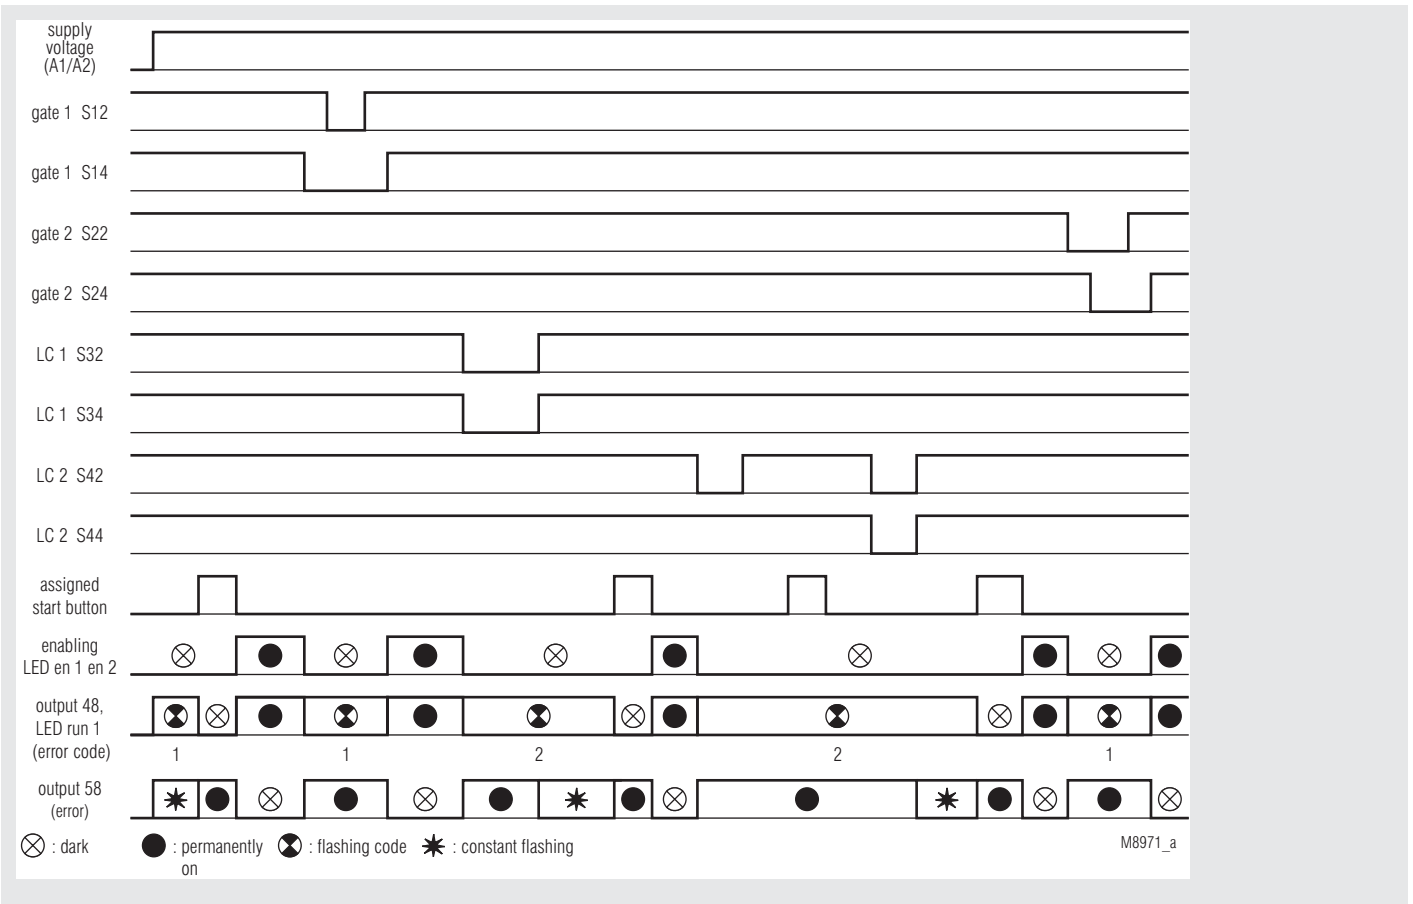 supply
voltage
(A1/A2)
gate 1 S12
gate 1 S14
gate 2 S22
gate 2 S24
LC 1 S32
LC 1 S34
LC 2 S42
LC 2 S44
assigned
start button
enabling
LED en 1 en 2
output 48,
LED run 1
(error code)
1 1 2 2 1
output 58
(error)
: dark
: permanently
on
: flashing code
: constant flashing
M8971_a